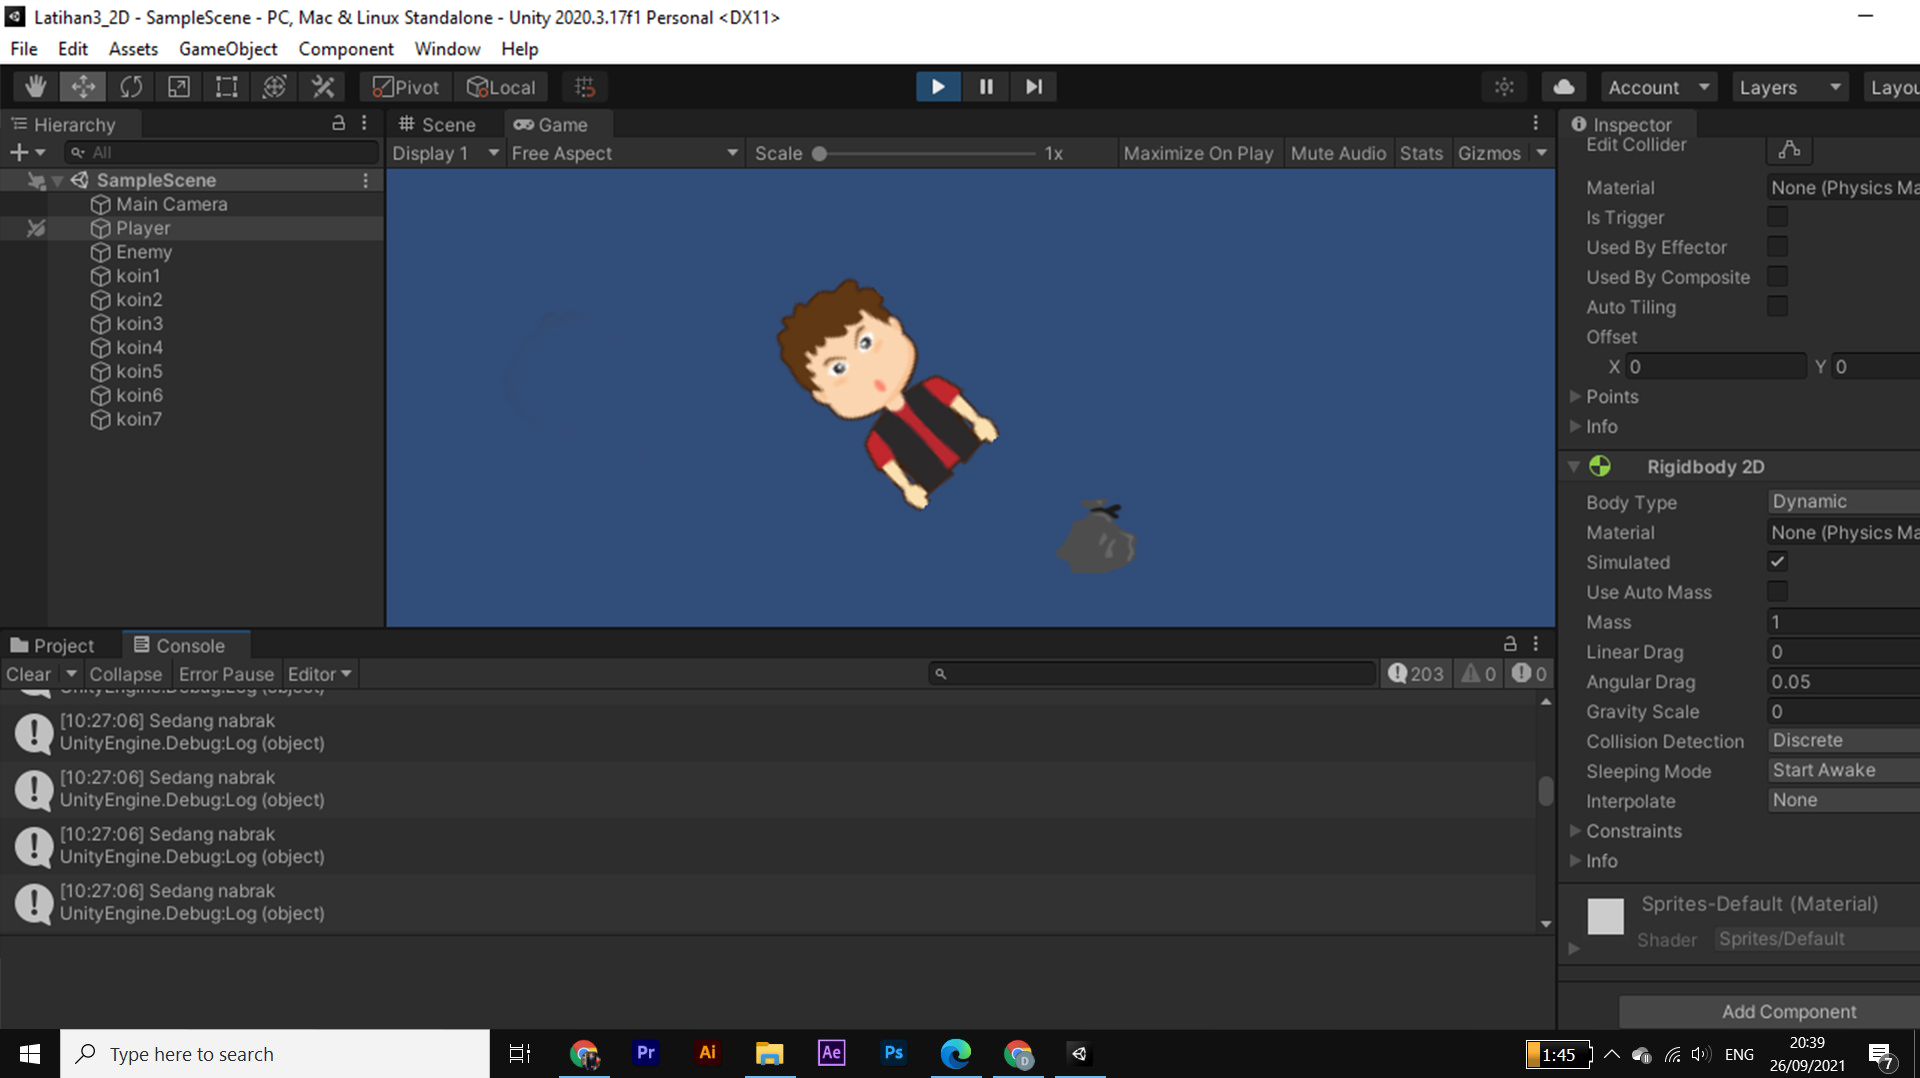 Latihan3_2D - SampleScene - PC, Mac & Linux Standalone - Unity 2020.3.17f1 Personal <DX11>
File Edit Assets GameObject Component Window Help
Pivot Local Account Layers Layou
Hierarchy
All
SampleScene
Main Camera
Player
Enemy
koin1
koin2
koin3
koin4
koin5
koin6
koin7
Scene Game
Display 1 Free Aspect Scale 1x Maximize On Play Mute Audio Stats Gizmos
Inspector
Edit Collider
Material None (Physics Ma
Is Trigger
Used By Effector
Used By Composite
Auto Tiling
Offset
X 0 Y 0
Points
Info
Rigidbody 2D
Body Type Dynamic
Material None (Physics Ma
Simulated
Use Auto Mass
Mass 1
Linear Drag 0
Angular Drag 0.05
Gravity Scale 0
Collision Detection Discrete
Sleeping Mode Start Awake
Interpolate None
Constraints
Info
Sprites-Default (Material)
Shader Sprites/Default
Add Component
Project Console
Clear Collapse Error Pause Editor 203 0 0
UnityEngine.Debug:Log (object)
[10:27:06] Sedang nabrak
UnityEngine.Debug:Log (object)
[10:27:06] Sedang nabrak
UnityEngine.Debug:Log (object)
[10:27:06] Sedang nabrak
UnityEngine.Debug:Log (object)
[10:27:06] Sedang nabrak
UnityEngine.Debug:Log (object)
Type here to search
Pr Ai Ae Ps D
1:45 ENG
20:39
26/09/2021
7